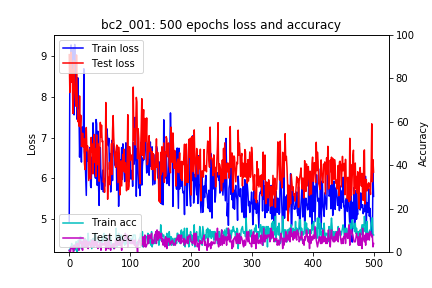 bc2_001: 500 epochs loss and accuracy
Train loss
Test loss
Train acc
Test acc
Loss
Accuracy
9
8
7
6
5
100
80
60
40
20
0
0
100
200
300
400
500